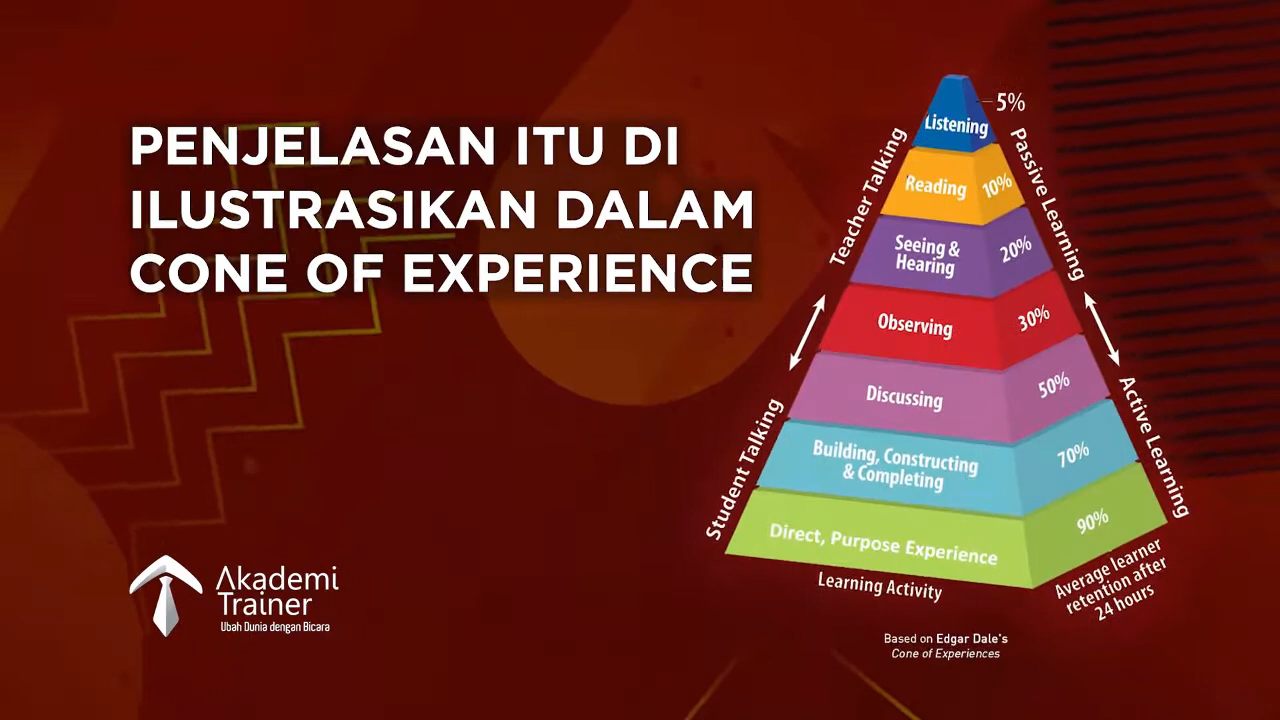 PENJELASAN ITU DI
ILUSTRASIKAN DALAM
CONE OF EXPERIENCE
Akademi
Trainer
Ubah Dunia dengan Bicara
5%
Listening
Reading
10%
Seeing &
Hearing
20%
Observing
30%
Discussing
50%
Building, Constructing
& Completing
70%
Direct, Purpose Experience
90%
Teacher Talking
Student Talking
Passive Learning
Active Learning
Learning Activity
Average learner
retention after
24 hours
Based on Edgar Dale's
Cone of Experiences